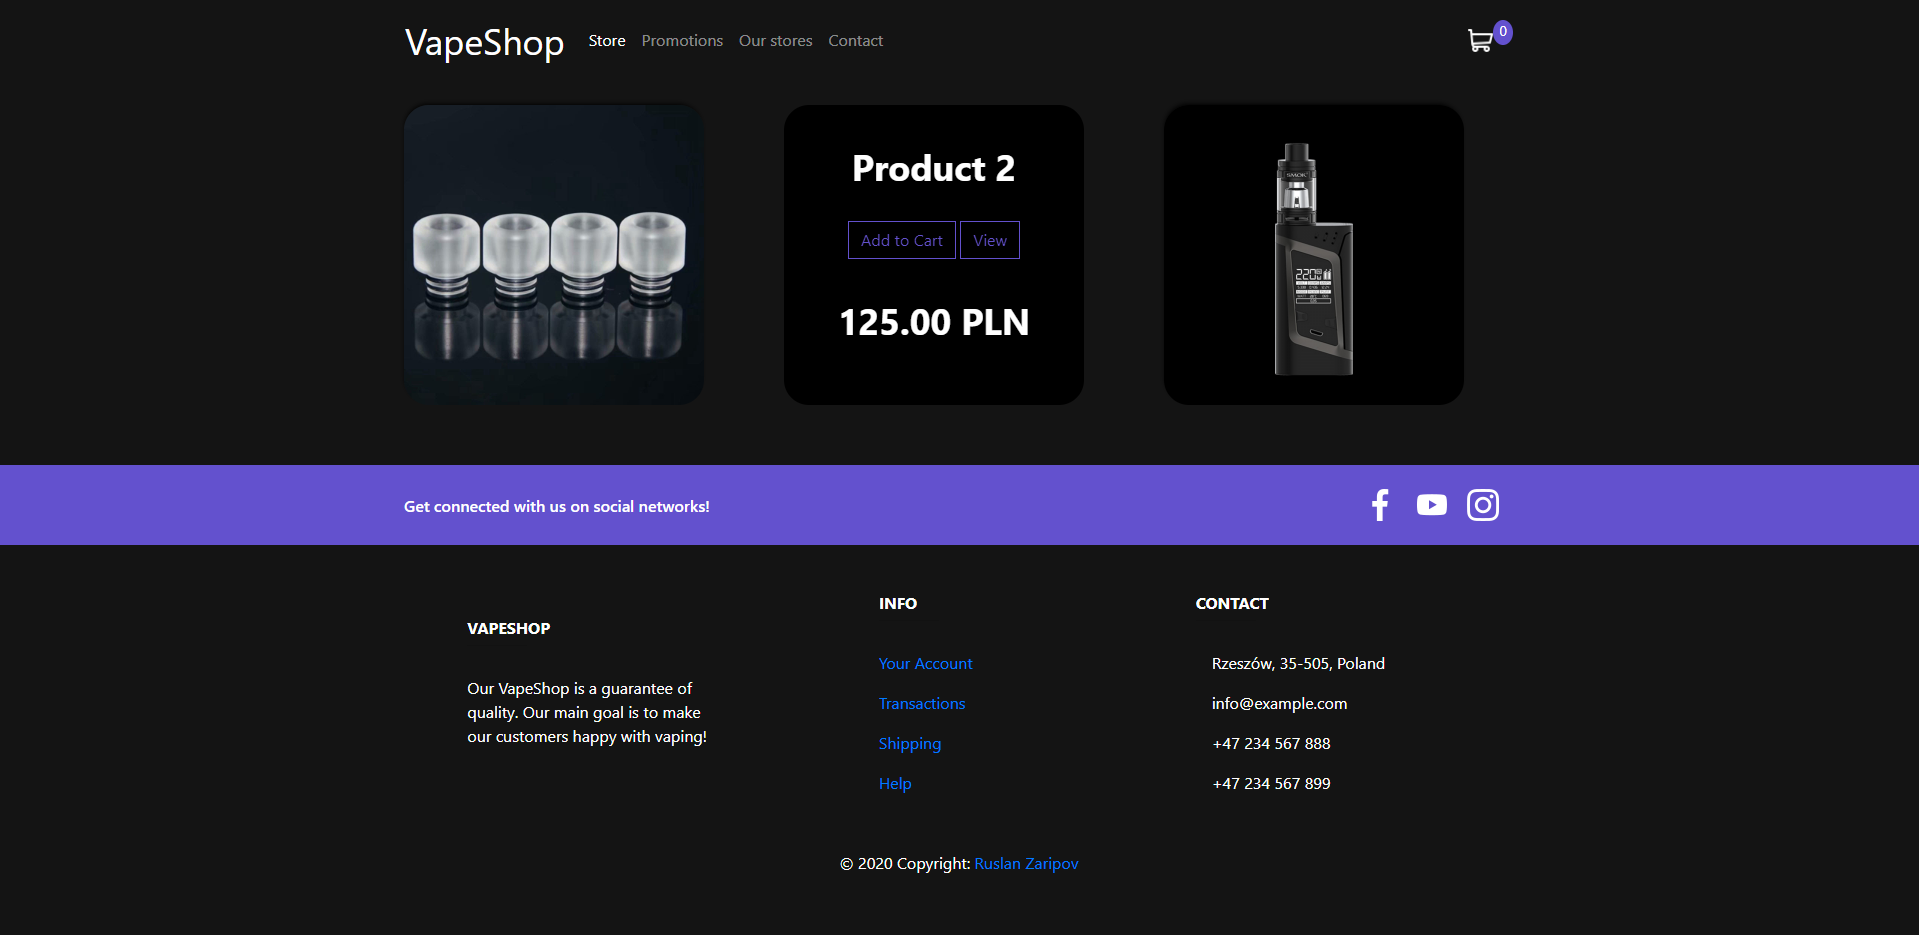 VapeShop
Store
Promotions
Our stores
Contact
0
Product 2
Add to Cart
View
125.00 PLN
SMOK
220
Get connected with us on social networks!
VAPESHOP
Our VapeShop is a guarantee of
quality. Our main goal is to make
our customers happy with vaping!
INFO
Your Account
Transactions
Shipping
Help
CONTACT
Rzeszów, 35-505, Poland
info@example.com
+47 234 567 888
+47 234 567 899
© 2020 Copyright: Ruslan Zaripov